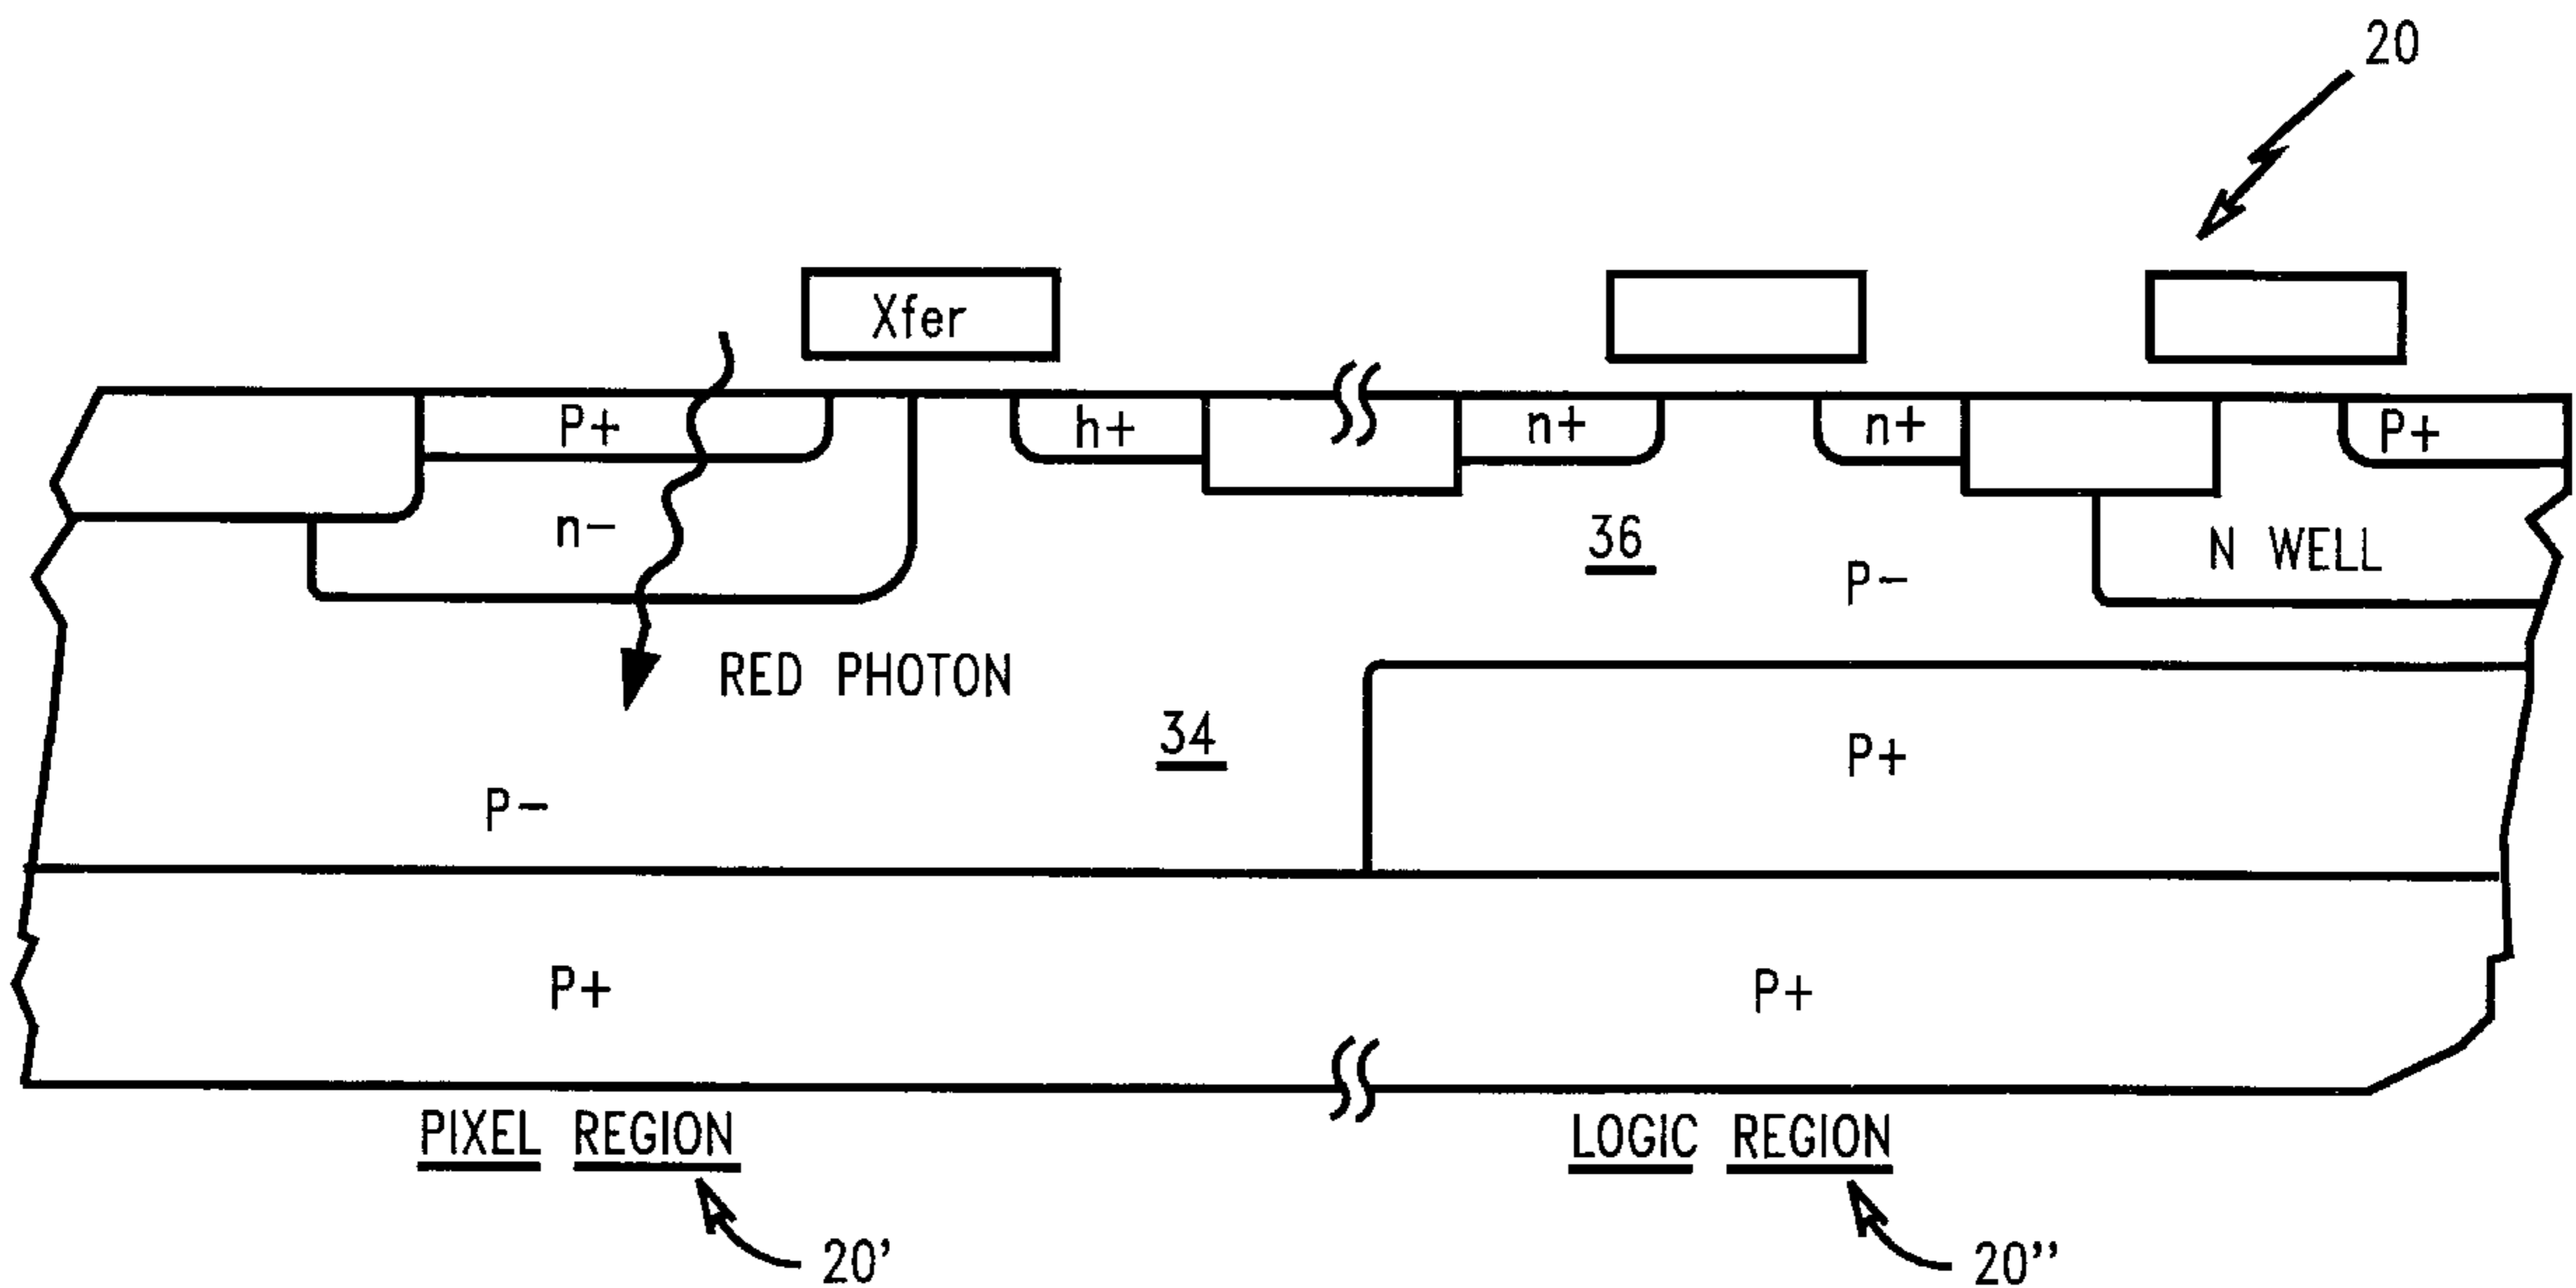 20
Xfer
P+
h+
n+
n+
P+
n-
36
P-
N WELL
RED PHOTON
34
P+
P-
P+
P+
PIXEL REGION
LOGIC REGION
20'
20''